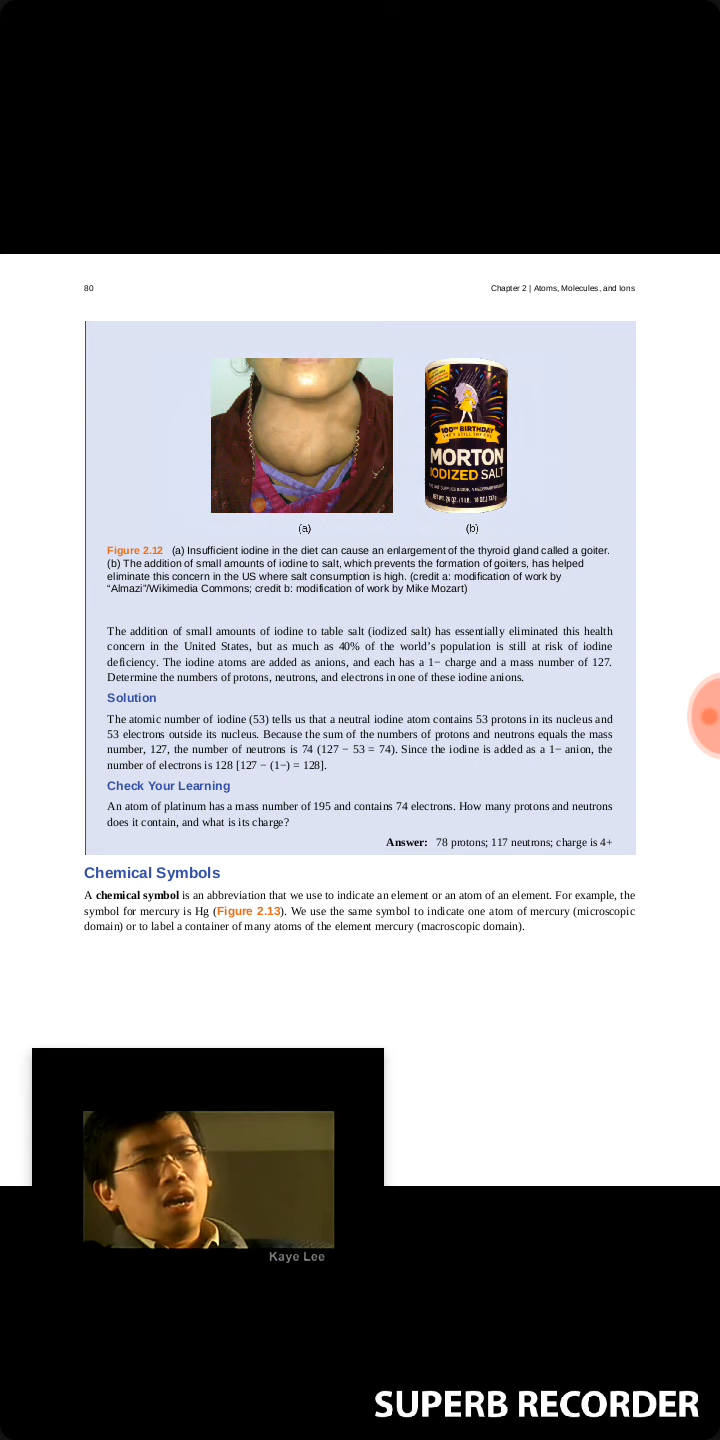 80
Chapter 2 | Atoms, Molecules, and Ions
100TH BIRTHDAY
MORTON
IODIZED SALT
(a)
(b)
Figure 2.12 (a) Insufficient iodine in the diet can cause an enlargement of the thyroid gland called a goiter.
(b) The addition of small amounts of iodine to salt, which prevents the formation of goiters, has helped
eliminate this concern in the US where salt consumption is high. (credit a: modification of work by
“Almazi”/Wikimedia Commons; credit b: modification of work by Mike Mozart)
The addition of small amounts of iodine to table salt (iodized salt) has essentially eliminated this health
concern in the United States, but as much as 40% of the world’s population is still at risk of iodine
deficiency. The iodine atoms are added as anions, and each has a 1− charge and a mass number of 127.
Determine the numbers of protons, neutrons, and electrons in one of these iodine anions.
Solution
The atomic number of iodine (53) tells us that a neutral iodine atom contains 53 protons in its nucleus and
53 electrons outside its nucleus. Because the sum of the numbers of protons and neutrons equals the mass
number, 127, the number of neutrons is 74 (127 − 53 = 74). Since the iodine is added as a 1− anion, the
number of electrons is 128 [127 − (1−) = 128].
Check Your Learning
An atom of platinum has a mass number of 195 and contains 74 electrons. How many protons and neutrons
does it contain, and what is its charge?
Answer: 78 protons; 117 neutrons; charge is 4+
Chemical Symbols
A chemical symbol is an abbreviation that we use to indicate an element or an atom of an element. For example, the
symbol for mercury is Hg (Figure 2.13). We use the same symbol to indicate one atom of mercury (microscopic
domain) or to label a container of many atoms of the element mercury (macroscopic domain).
Kaye Lee
SUPERB RECORDER